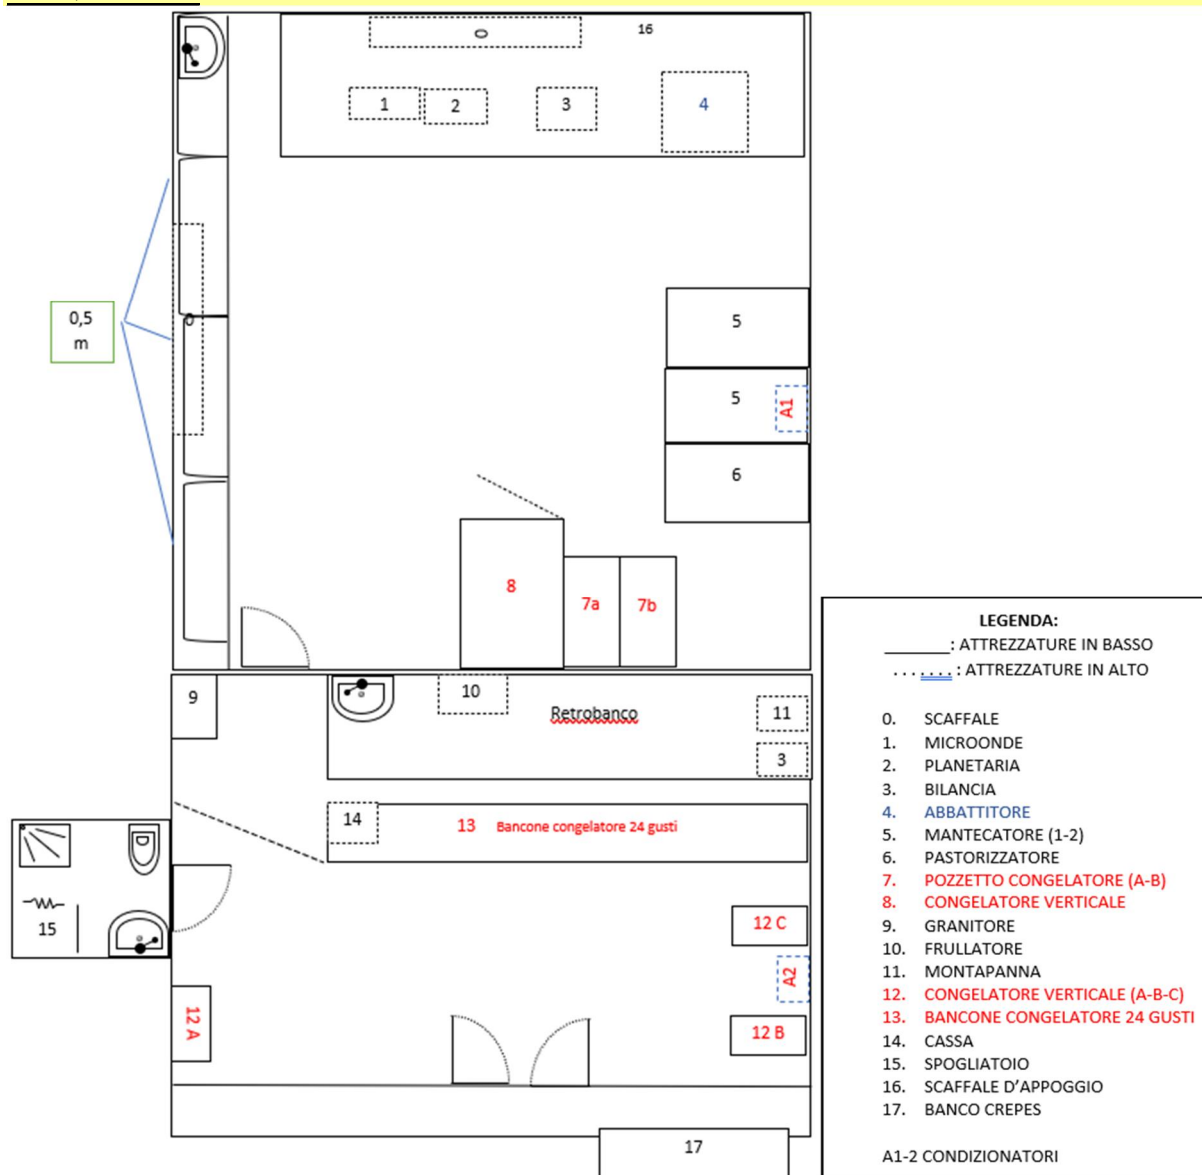 0
16
1
2
3
4
0,5
m
0
5
5
A1
6
8
7a
7b
9
10
Retrobanco
11
3
14
13 Bancone congelatore 24 gusti
15
12 C
A2
12 A
12 B
17
LEGENDA:
_______: ATTREZZATURE IN BASSO
. . . . . . . . : ATTREZZATURE IN ALTO
0. SCAFFALE
1. MICROONDE
2. PLANETARIA
3. BILANCIA
4. ABBATTITORE
5. MANTECATORE (1-2)
6. PASTORIZZATORE
7. POZZETTO CONGELATORE (A-B)
8. CONGELATORE VERTICALE
9. GRANITORE
10. FRULLATORE
11. MONTAPANNA
12. CONGELATORE VERTICALE (A-B-C)
13. BANCONE CONGELATORE 24 GUSTI
14. CASSA
15. SPOGLIATOIO
16. SCAFFALE D'APPOGGIO
17. BANCO CREPES
A1-2 CONDIZIONATORI